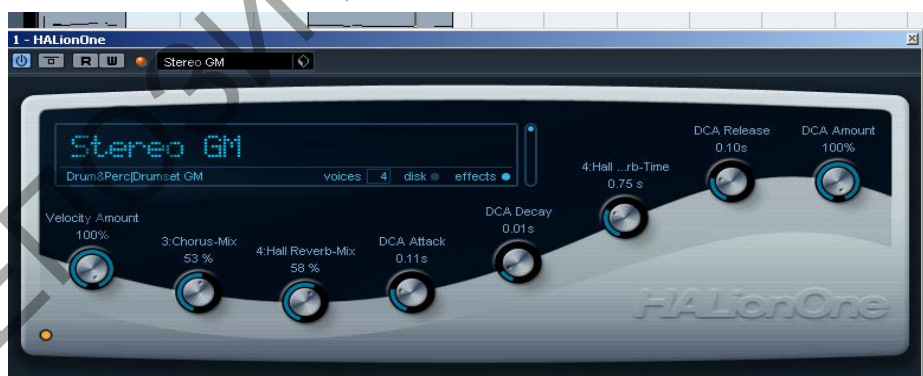 1 - HALionOne
R W Stereo GM
Stereo GM
Drum&Perc|Drumset GM voices 4 disk effects
Velocity Amount
100%
3:Chorus-Mix
53 %
4:Hall Reverb-Mix
58 %
DCA Attack
0.11s
DCA Decay
0.01s
4:Hall ...rb-Time
0.75 s
DCA Release
0.10s
DCA Amount
100%
HALionOne